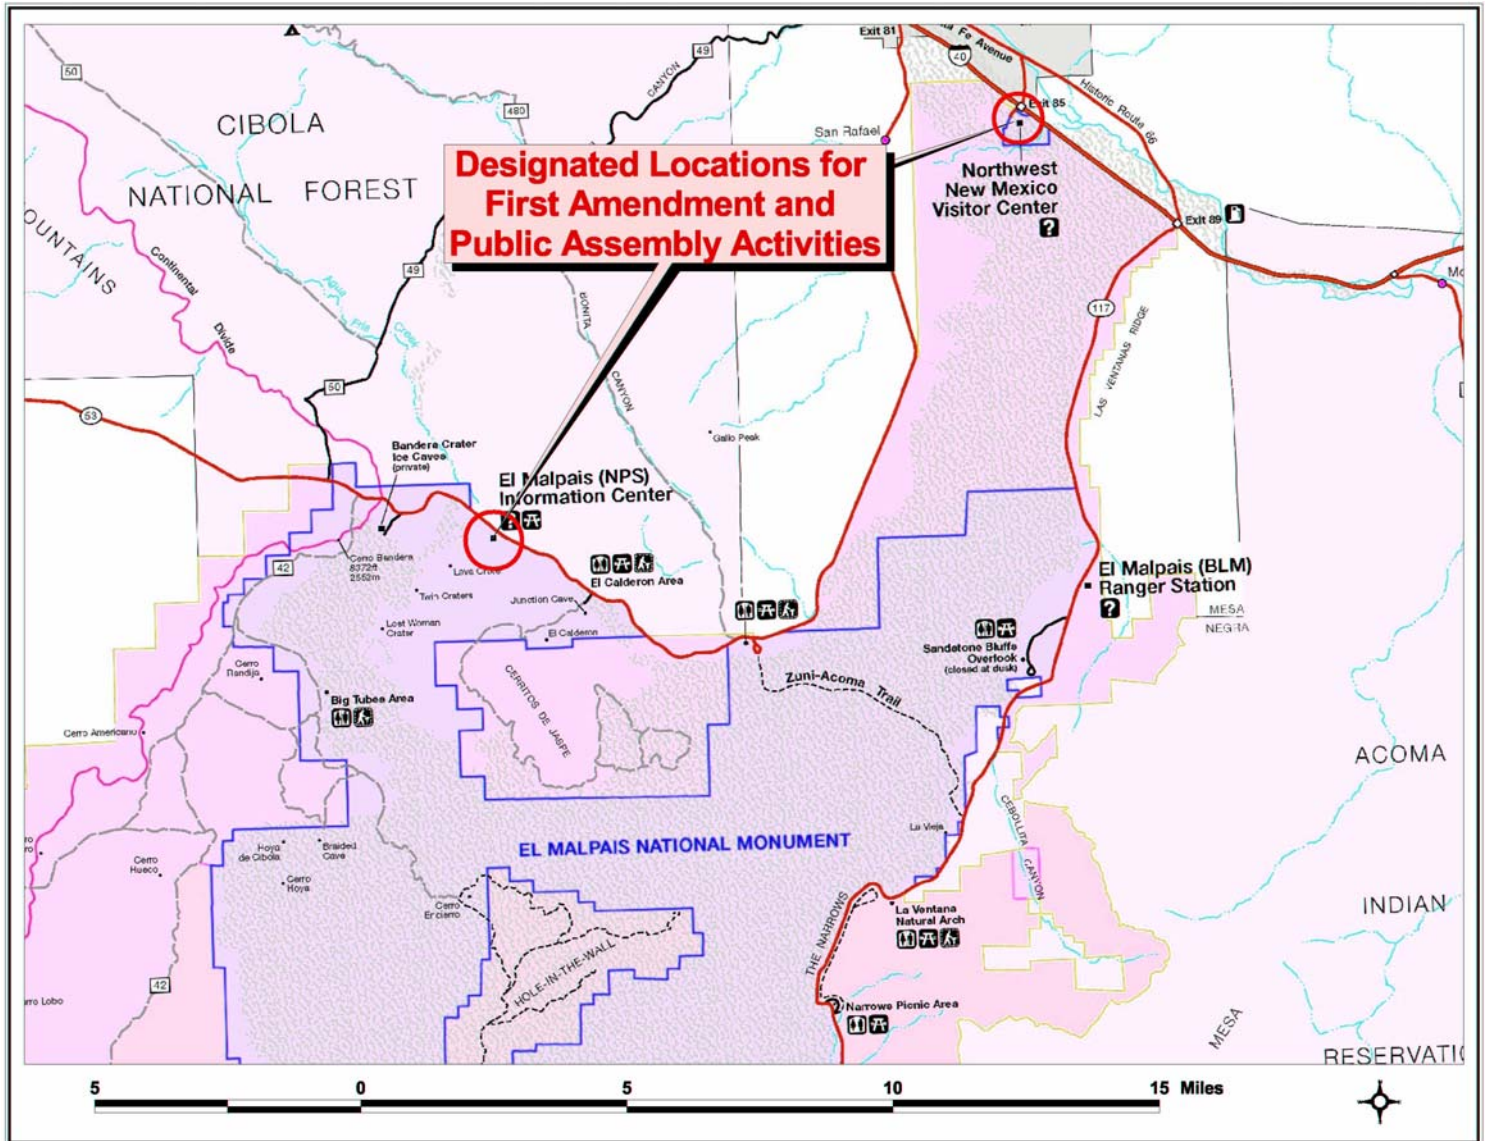 Exit 81
Fe Avenue
40
49
50
CANYON
480
Exit 85
Historic Route 66
CIBOLA
NATIONAL FOREST
San Rafael
Designated Locations for
First Amendment and
Public Assembly Activities
Northwest
New Mexico
Visitor Center
?
Exit 89
OUNTAINS
Continental
Divide
49
Agua
Fria
Creek
BONITA
CANYON
117
LAS VENTANAS RIDGE
50
53
Gallo Peak
Bandera Crater
Ice Caves
(private)
El Malpais (NPS)
Information Center
Cerro Bandera
8372ft
2552m
42
Lava Crater
Twin Craters
Junction Cave
El Calderon Area
El Calderon
Lost Woman
Crater
El Malpais (BLM)
Ranger Station
?
MESA
NEGRA
Sandstone Bluffs
Overlook
(closed at dusk)
Zuni-Acoma Trail
Cerro
Rendija
Big Tubes Area
CERRITOS DE JASPE
Cerro Americano
ACOMA
CEBOLLITA
CANYON
La Vieja
EL MALPAIS NATIONAL MONUMENT
Hoya
de Cibola
Braided
Cave
Cerro
Hueco
Cerro
Hoya
Cerro
Encierro
INDIAN
La Ventana
Natural Arch
THE NARROWS
HOLE-IN-THE-WALL
42
rro Lobo
Narrows Picnic Area
MESA
RESERVATI
5 0 5 10 15 Miles